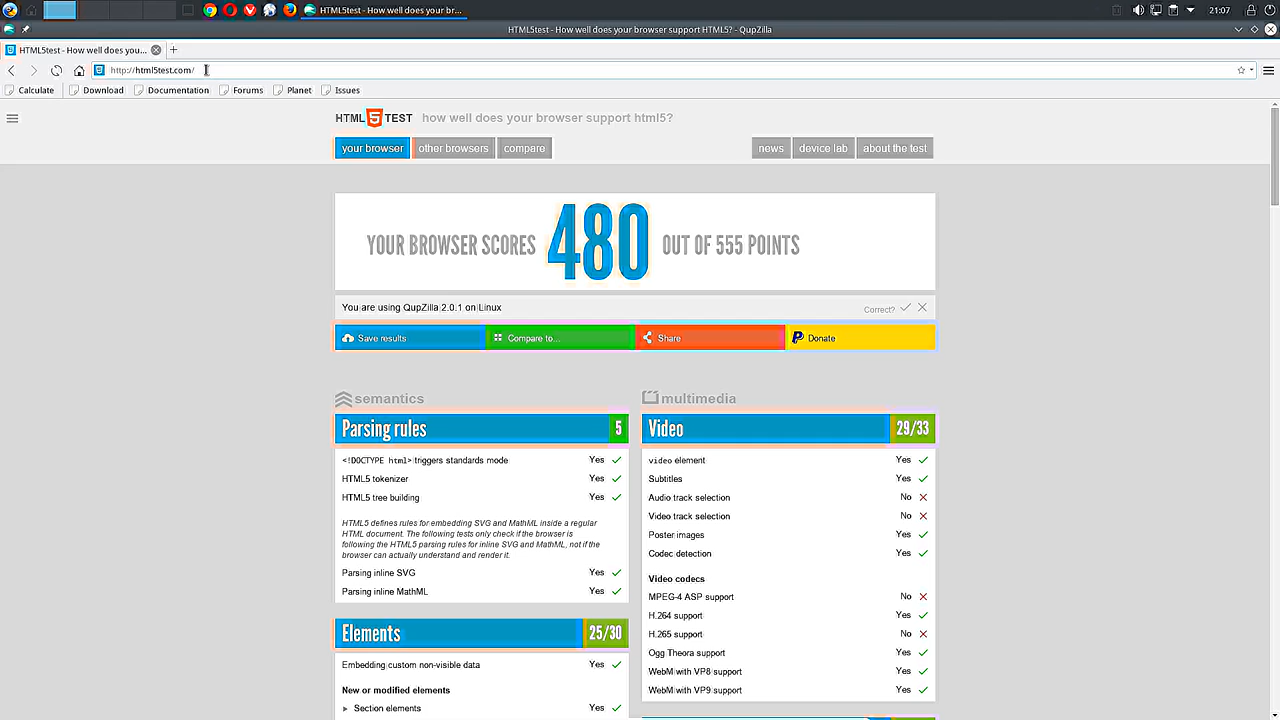 HTML5test - How well does your br...
21:07
HTML5test - How well does your browser support HTML5? - QupZilla
HTML5test - How well does you...
http://html5test.com/
Calculate
Download
Documentation
Forums
Planet
Issues
HTML 5 TEST how well does your browser support html5?
your browser
other browsers
compare
news
device lab
about the test
YOUR BROWSER SCORES 480 OUT OF 555 POINTS
You are using QupZilla 2.0.1 on Linux
Correct?
Save results
Compare to...
Share
Donate
semantics
Parsing rules 5
<!DOCTYPE html> triggers standards mode Yes
HTML5 tokenizer Yes
HTML5 tree building Yes
HTML5 defines rules for embedding SVG and MathML inside a regular
HTML document. The following tests only check if the browser is
following the HTML5 parsing rules for inline SVG and MathML, not if the
browser can actually understand and render it.
Parsing inline SVG Yes
Parsing inline MathML Yes
Elements 25/30
Embedding custom non-visible data Yes
New or modified elements
Section elements Yes
multimedia
Video 29/33
video element Yes
Subtitles Yes
Audio track selection No
Video track selection No
Poster images Yes
Codec detection Yes
Video codecs
MPEG-4 ASP support No
H.264 support Yes
H.265 support No
Ogg Theora support Yes
WebM with VP8 support Yes
WebM with VP9 support Yes